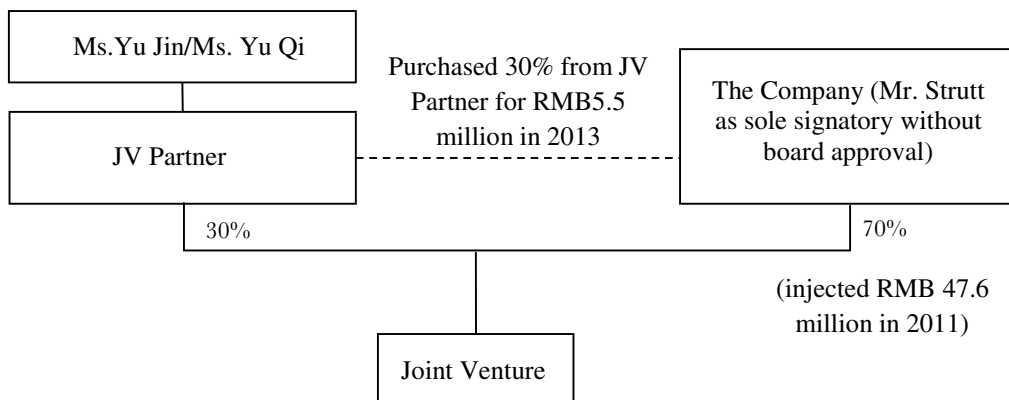 Ms.Yu Jin/Ms. Yu Qi
Purchased 30% from JV
Partner for RMB5.5
million in 2013
The Company (Mr. Strutt
as sole signatory without
board approval)
JV Partner
30%
70%
(injected RMB 47.6
million in 2011)
Joint Venture